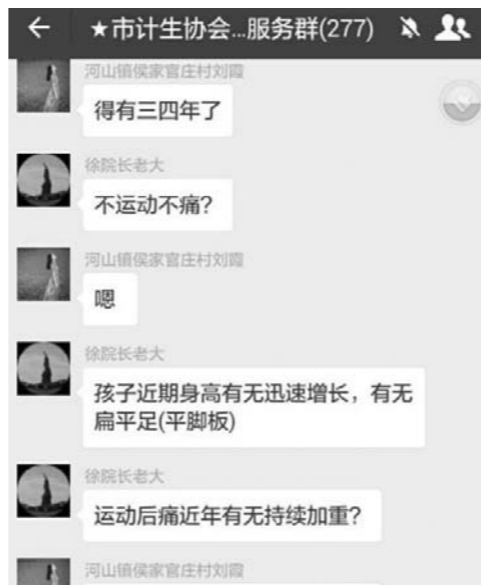 ★市计生协会...服务群(277)
河山镇侯家官庄村刘霞
得有三四年了
徐院长老大
不运动不痛?
河山镇侯家官庄村刘霞
嗯
徐院长老大
孩子近期身高有无迅速增长，有无
扁平足(平脚板)
徐院长老大
运动后痛近年有无持续加重?
河山镇侯家官庄村刘霞